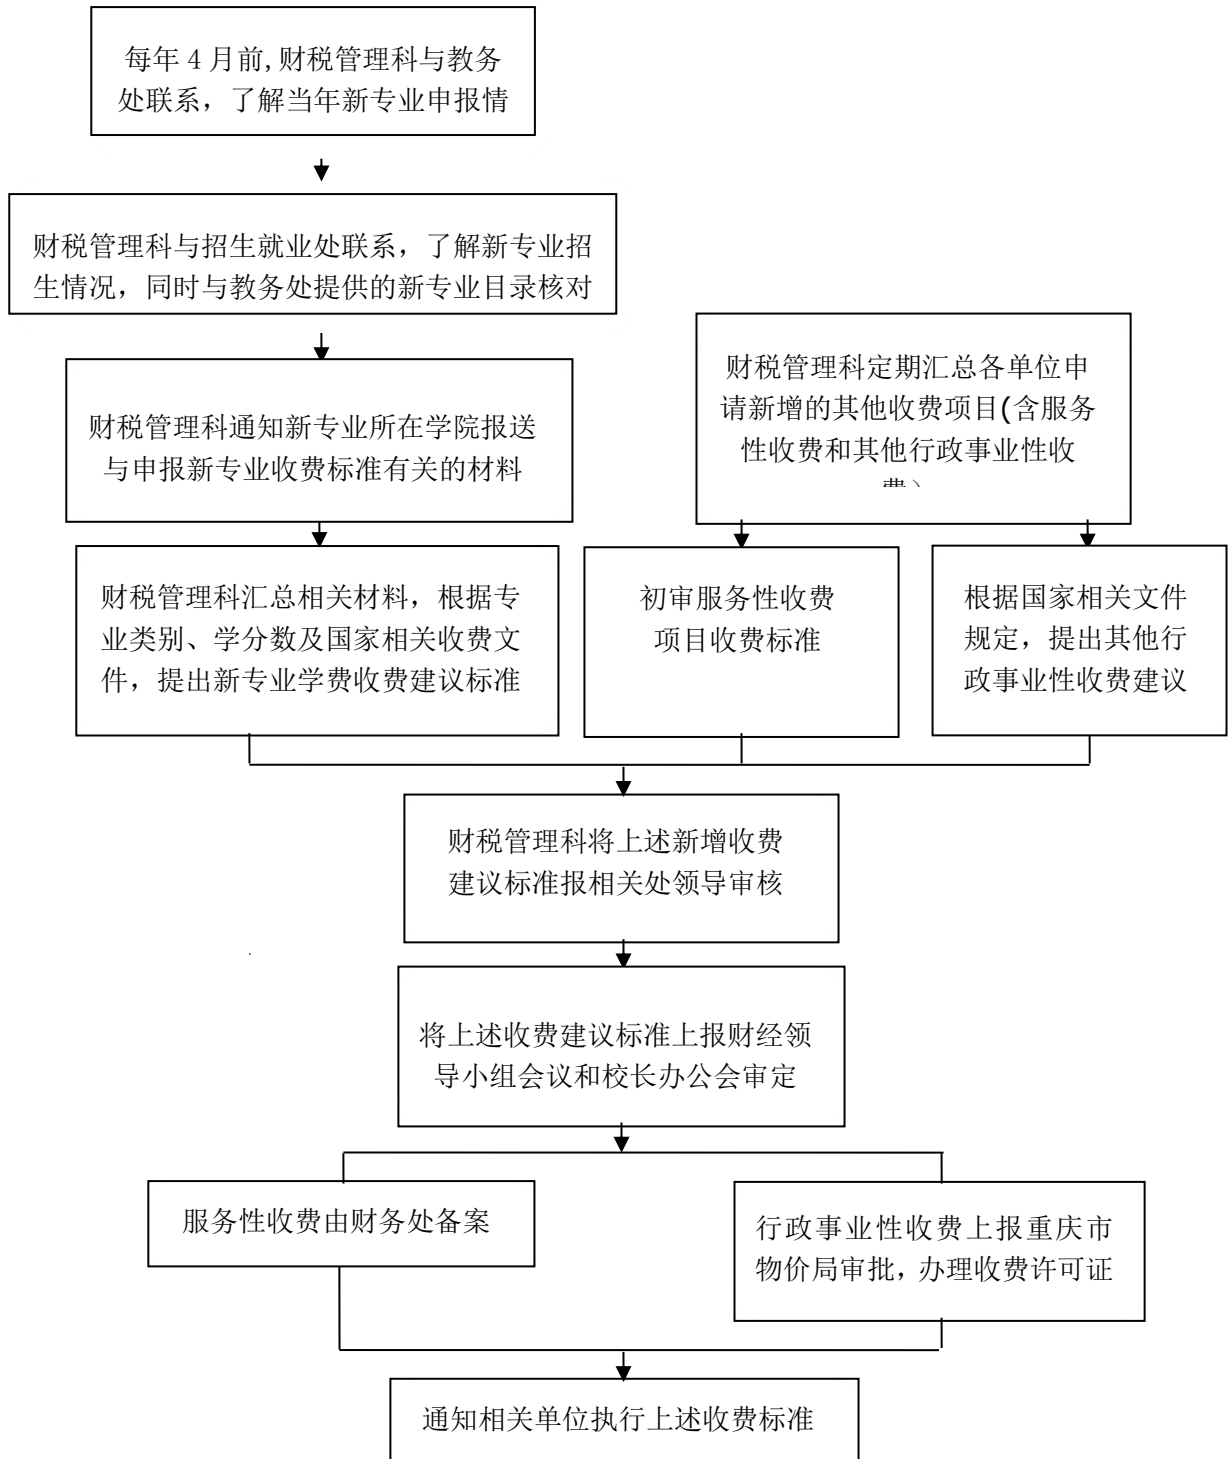 每年 4 月前,财税管理科与教务
处联系，了解当年新专业申报情
财税管理科与招生就业处联系，了解新专业招
生情况，同时与教务处提供的新专业目录核对
财税管理科通知新专业所在学院报送
与申报新专业收费标准有关的材料
财税管理科定期汇总各单位申
请新增的其他收费项目(含服务
性收费和其他行政事业性收
财税管理科汇总相关材料，根据专
业类别、学分数及国家相关收费文
件，提出新专业学费收费建议标准
初审服务性收费
项目收费标准
根据国家相关文件
规定，提出其他行
政事业性收费建议
财税管理科将上述新增收费
建议标准报相关处领导审核
将上述收费建议标准上报财经领
导小组会议和校长办公会审定
服务性收费由财务处备案
行政事业性收费上报重庆市
物价局审批，办理收费许可证
通知相关单位执行上述收费标准